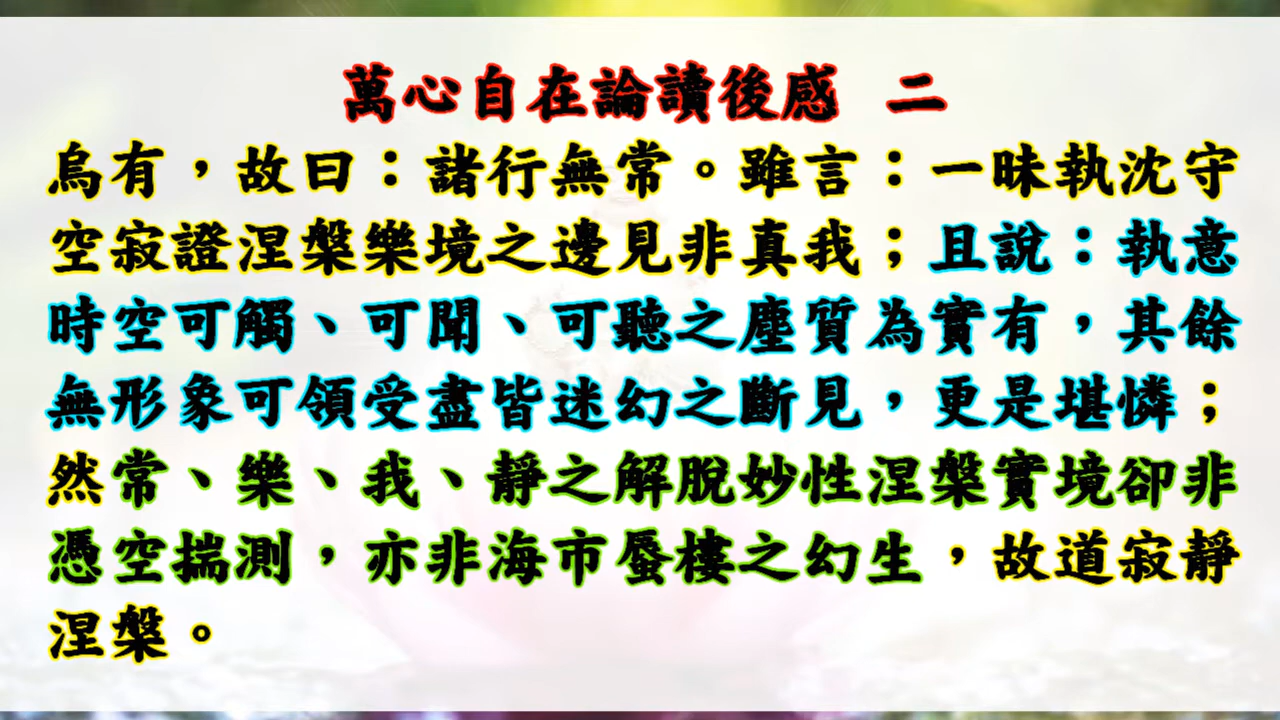 萬心自在論讀後感 二
烏有，故曰：諸行無常。雖言：一昧執沈守
空寂證涅槃樂境之邊見非真我；且說：執意
時空可觸、可聞、可聽之塵質為實有，其餘
無形象可領受盡皆迷幻之斷見，更是堪憐；
然常、樂、我、靜之解脫妙性涅槃實境卻非
憑空揣測，亦非海市蜃樓之幻生，故道寂靜
涅槃。